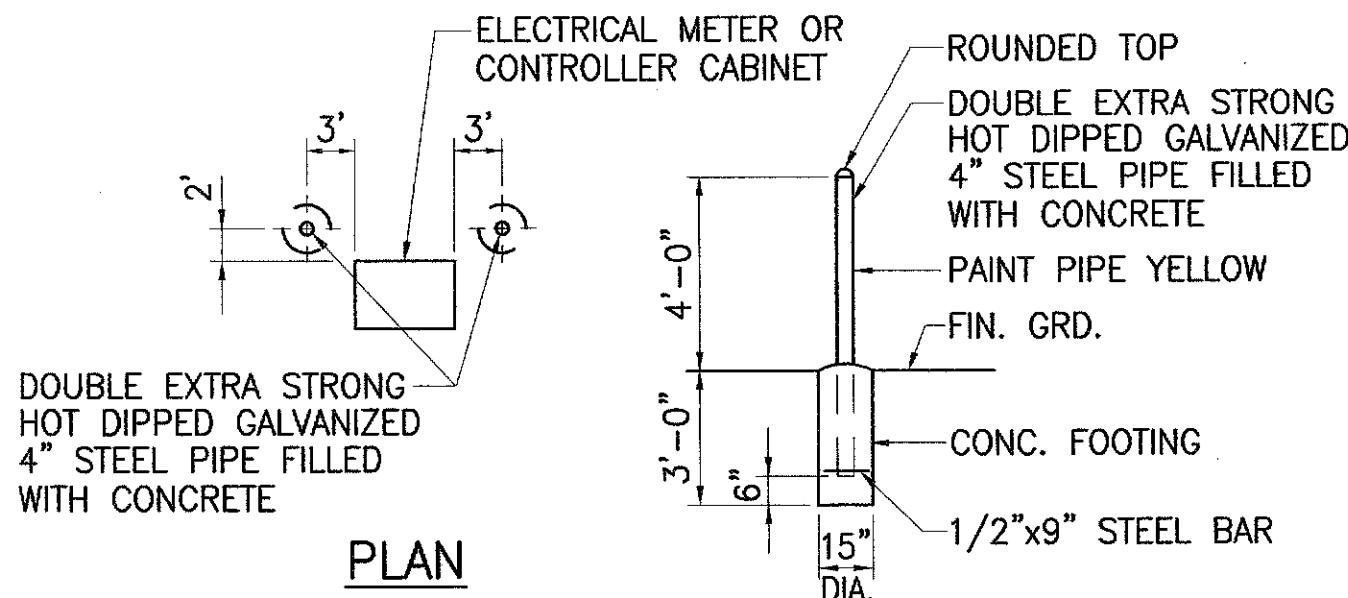 ELECTRICAL METER OR
CONTROLLER CABINET
3'
3'
2'
DOUBLE EXTRA STRONG
HOT DIPPED GALVANIZED
4" STEEL PIPE FILLED
WITH CONCRETE
PLAN
ROUNDED TOP
DOUBLE EXTRA STRONG
HOT DIPPED GALVANIZED
4" STEEL PIPE FILLED
WITH CONCRETE
4'-0"
PAINT PIPE YELLOW
FIN. GRD.
3'-0"
CONC. FOOTING
6"
1/2"x9" STEEL BAR
15"
DIA.